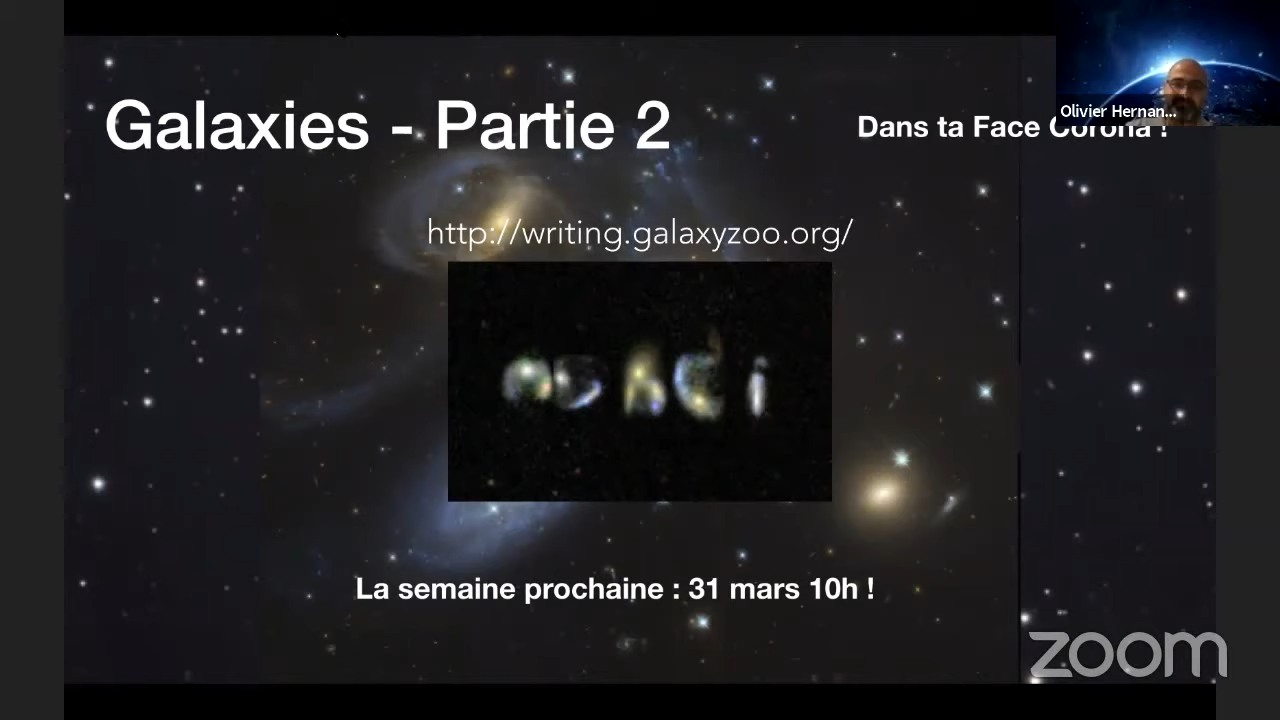 Galaxies - Partie 2
Dans ta Face Corona !
Olivier Hernan...
http://writing.galaxyzoo.org/
La semaine prochaine : 31 mars 10h !
zoom